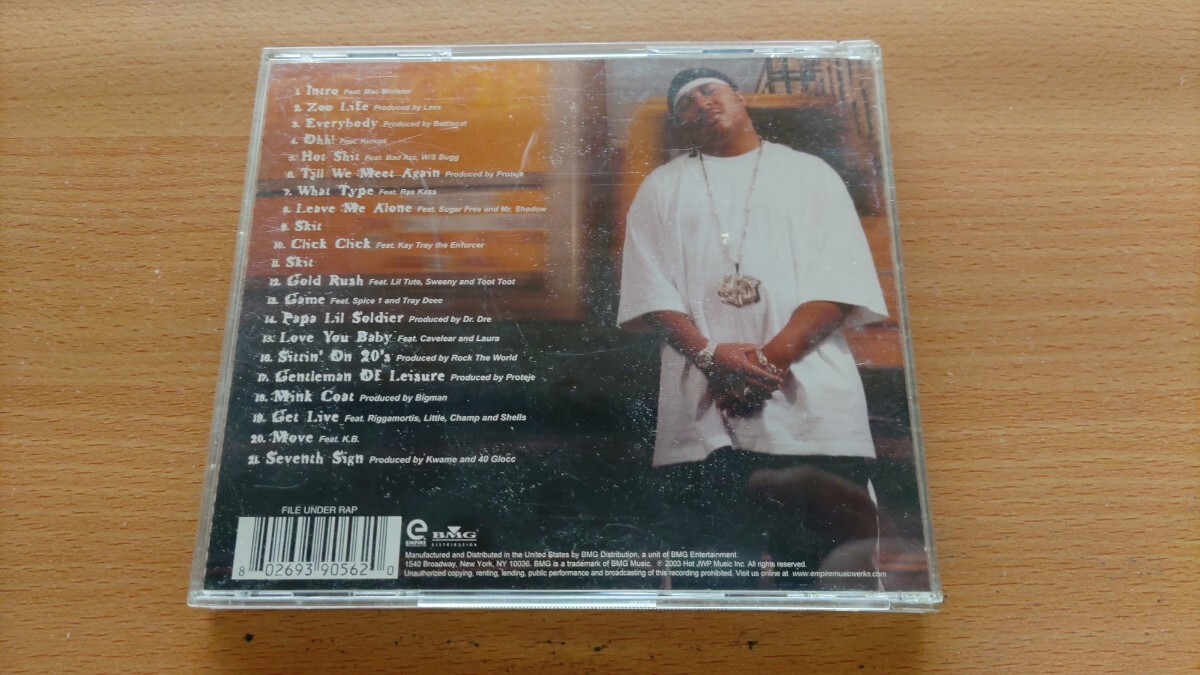 1. Intro Feat. Mac Minister
2. Zoo Life Produced by Lexx
3. Everybody Produced by Battlecat
4. Ohh! Feat. Kurupt
5. Hot Shit Feat. Bad Azz, W/S Bugg
6. Till We Meet Again Produced by Proteje
7. What Type Feat. Ras Kass
8. Leave Me Alone Feat. Sugar Free and Mr. Shadow
9. Skit
10. Click Click Feat. Kay Tray the Enforcer
11. Skit
12. Gold Rush Feat. Lil Tute, Sweeny and Toot Toot
13. Game Feat. Spice 1 and Tray Deee
14. Papa Lil Soldier Produced by Dr. Dre
15. Love You Baby Feat. Cavelear and Laura
16. Sittin' On 20's Produced by Rock The World
17. Gentleman Of Leisure Produced by Proteje
18. Mink Coat Produced by Bigman
19. Get Live Feat. Riggamortis, Little, Champ and Shells
20. Move Feat. K.B.
21. Seventh Sign Produced by Kwame and 40 Glocc
FILE UNDER RAP
8 02693 90562 0
e EMPIRE
BMG
DISTRIBUTION
Manufactured and Distributed in the United States by BMG Distribution, a unit of BMG Entertainment
1540 Broadway, New York, NY 10036. BMG is a trademark of BMG Music. ℗ 2003 Hot JWP Music Inc. All rights reserved.
Unauthorized copying, renting, lending, public performance and broadcasting of this recording prohibited. Visit us online at www.empiremusicwerks.com